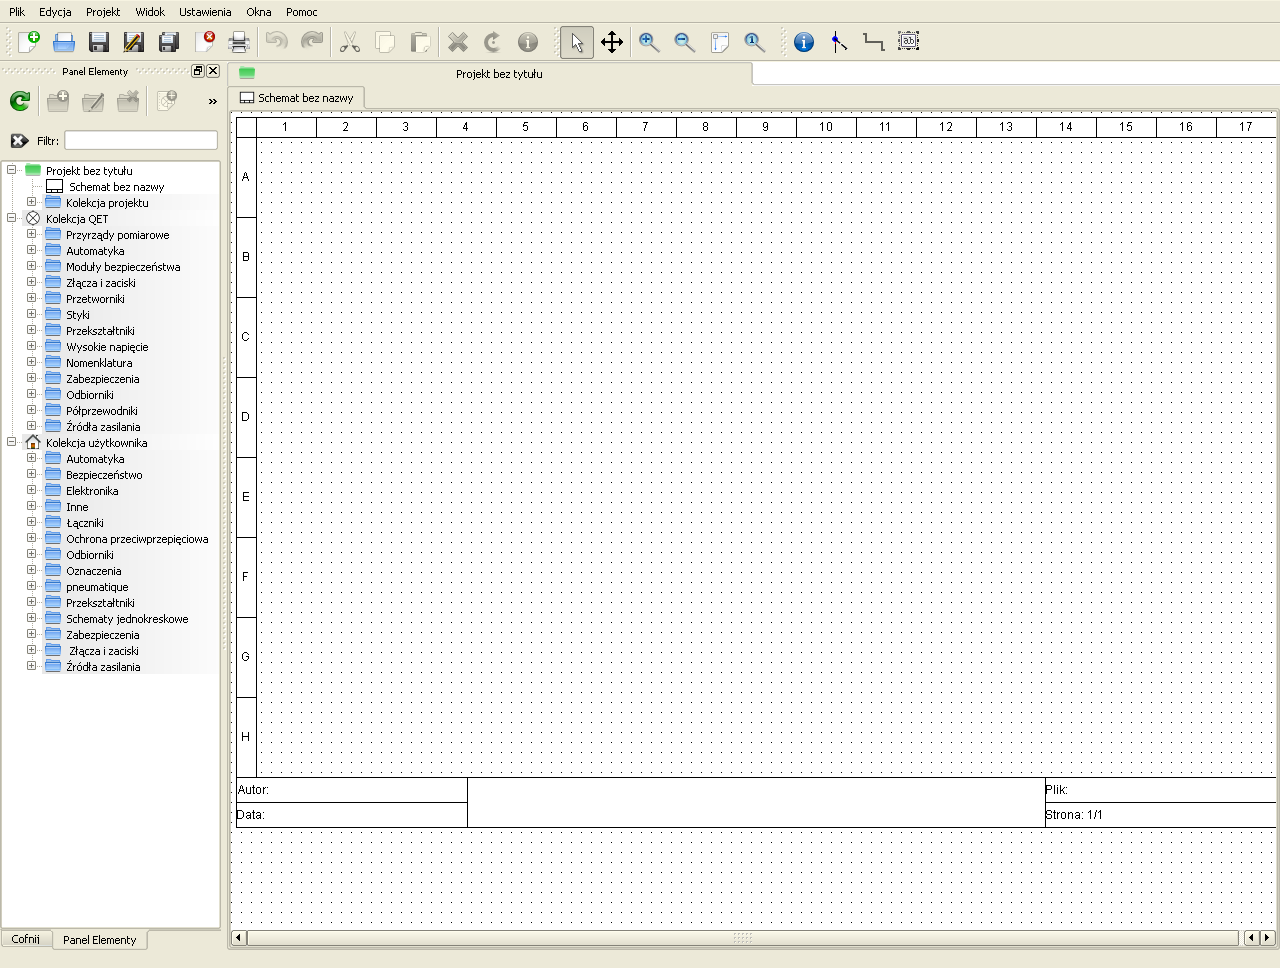 Plik Edycja Projekt Widok Ustawienia Okna Pomoc
Panel Elementy
»
Filtr:
Projekt bez tytułu
Schemat bez nazwy
Kolekcja projektu
Kolekcja QET
Przyrządy pomiarowe
Automatyka
Moduły bezpieczeństwa
Złącza i zaciski
Przetworniki
Styki
Przekształtniki
Wysokie napięcie
Nomenklatura
Zabezpieczenia
Odbiorniki
Półprzewodniki
Źródła zasilania
Kolekcja użytkownika
Automatyka
Bezpieczeństwo
Elektronika
Inne
Łączniki
Ochrona przeciwprzepięciowa
Odbiorniki
Oznaczenia
pneumatique
Przekształtniki
Schematy jednokreskowe
Zabezpieczenia
Złącza i zaciski
Źródła zasilania
Cofnij Panel Elementy
Projekt bez tytułu
Schemat bez nazwy
1 2 3 4 5 6 7 8 9 10 11 12 13 14 15 16 17
A
B
C
D
E
F
G
H
Autor:
Data:
Plik:
Strona: 1/1